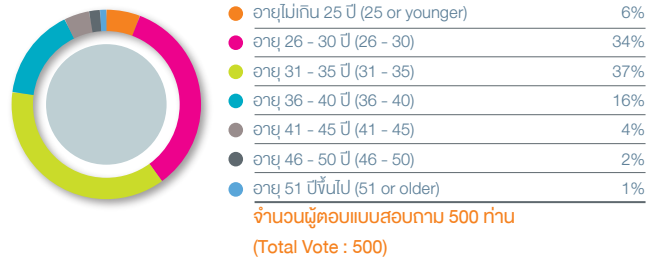 อายุไม่เกิน 25 ปี (25 or younger) 6%
อายุ 26 - 30 ปี (26 - 30) 34%
อายุ 31 - 35 ปี (31 - 35) 37%
อายุ 36 - 40 ปี (36 - 40) 16%
อายุ 41 - 45 ปี (41 - 45) 4%
อายุ 46 - 50 ปี (46 - 50) 2%
อายุ 51 ปีขึ้นไป (51 or older) 1%
จำนวนผู้ตอบแบบสอบถาม 500 ท่าน
(Total Vote : 500)